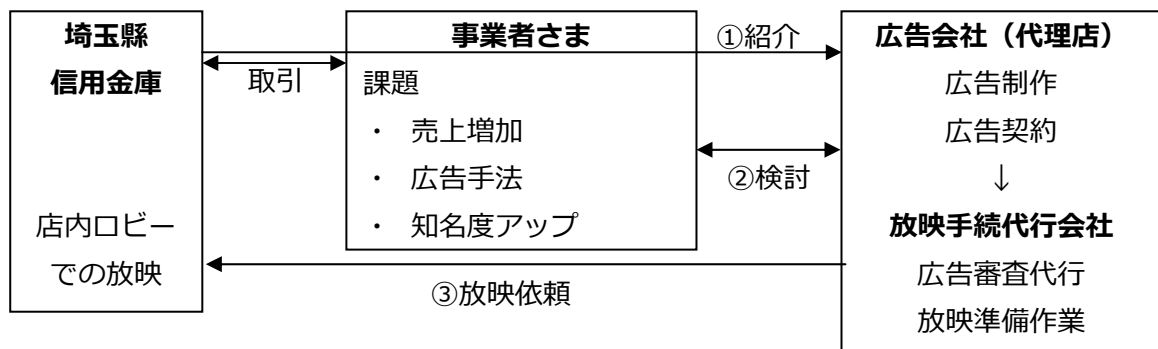 埼玉縣
信用金庫
店内ロビー
での放映
取引
事業者さま
課題
・ 売上増加
・ 広告手法
・ 知名度アップ
①紹介
②検討
③放映依頼
広告会社（代理店）
広告制作
広告契約
↓
放映手続代行会社
広告審査代行
放映準備作業